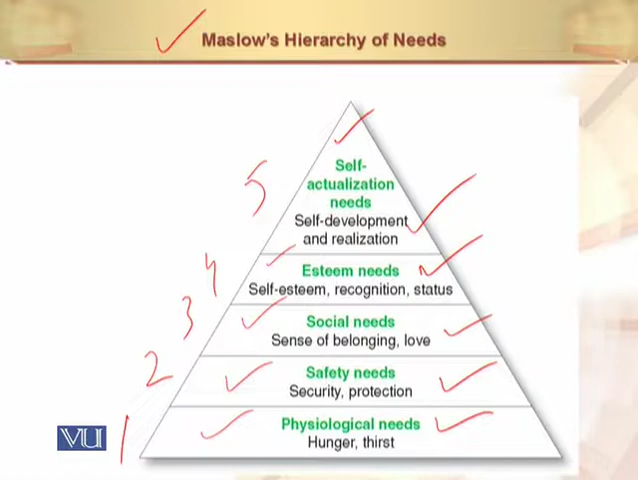 Maslow's Hierarchy of Needs
5
Self-
actualization
needs
Self-development
and realization
4
Esteem needs
Self-esteem, recognition, status
3
Social needs
Sense of belonging, love
2
Safety needs
Security, protection
1
Physiological needs
Hunger, thirst
VU